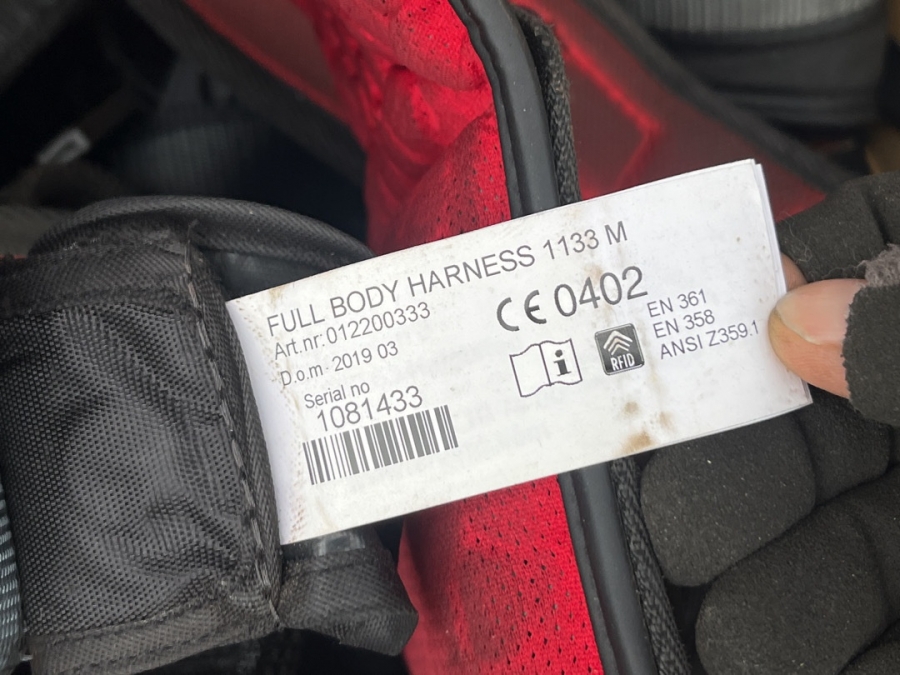 FULL BODY HARNESS 1133 M
Art.nr:012200333
D.o.m- 2019 03
Serial no
1081433
CE 0402
RFID
EN 361
EN 358
ANSI Z359.1